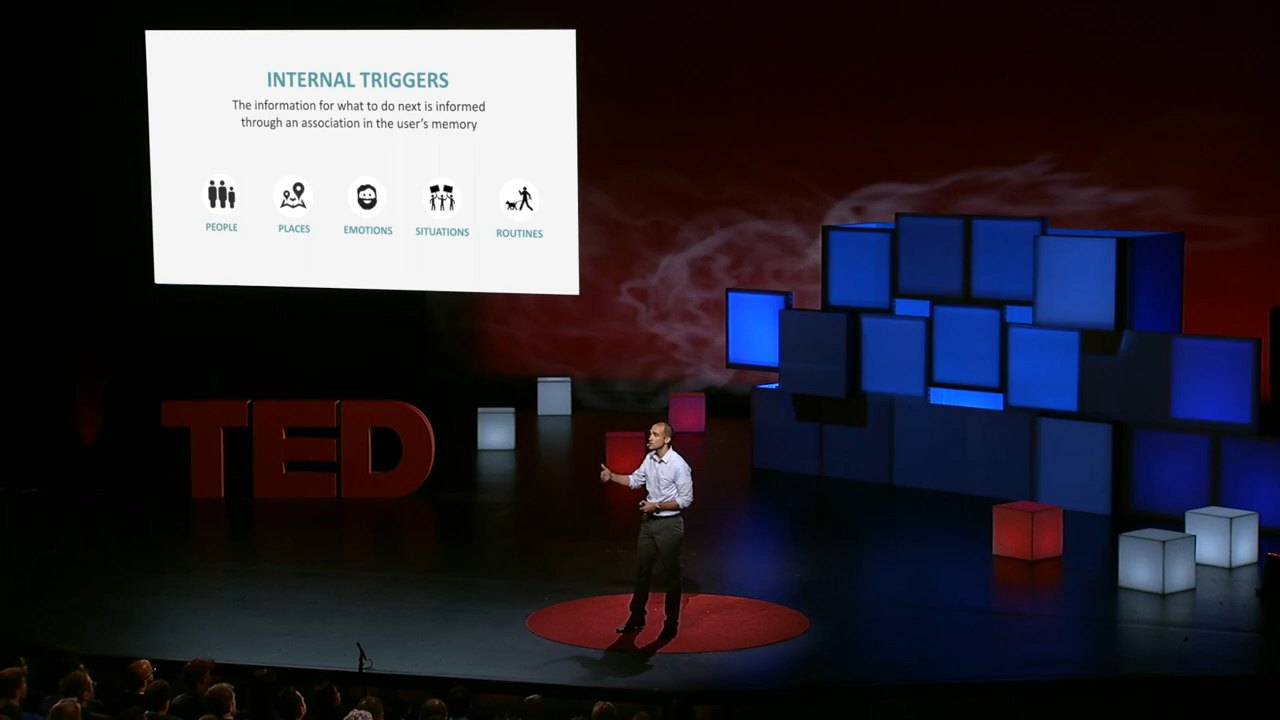 INTERNAL TRIGGERS
The information for what to do next is informed
through an association in the user's memory
PEOPLE
PLACES
EMOTIONS
SITUATIONS
ROUTINES
TED